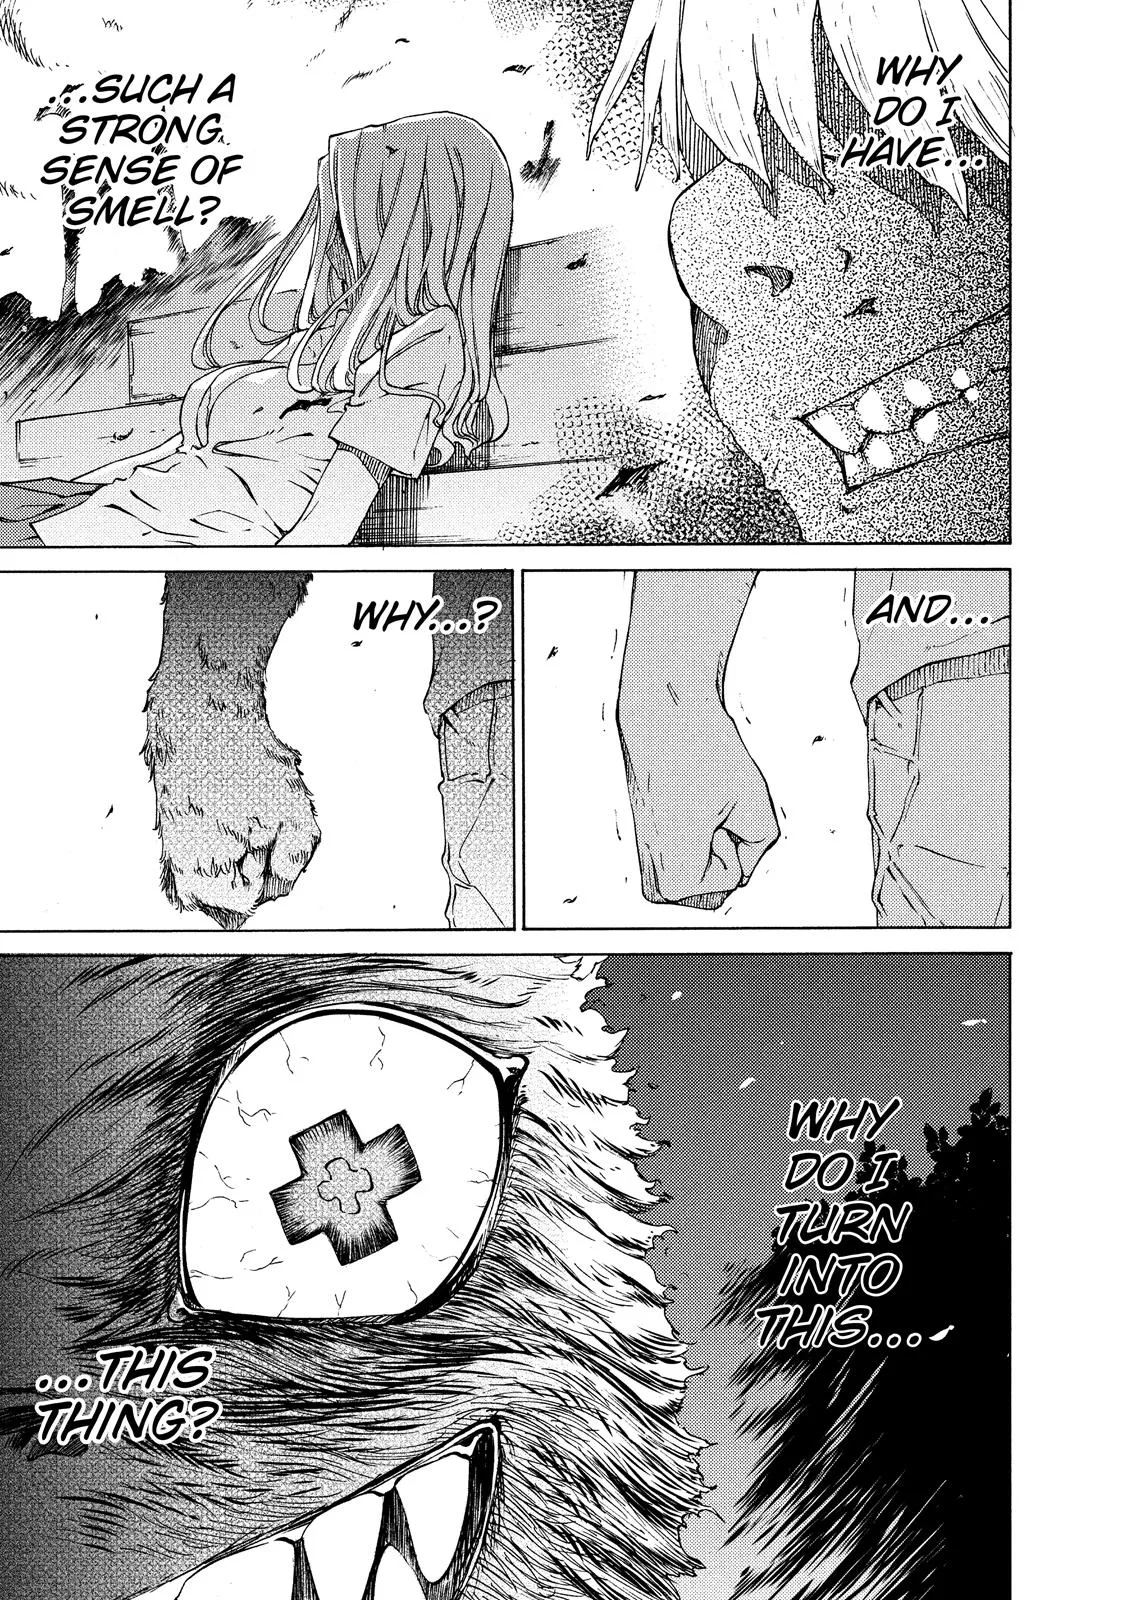 WHY
DO I
HAVE...
...SUCH A
STRONG
SENSE OF
SMELL?
AND...
WHY...?
WHY
DO I
TURN
INTO
THIS...
...THIS
THING?